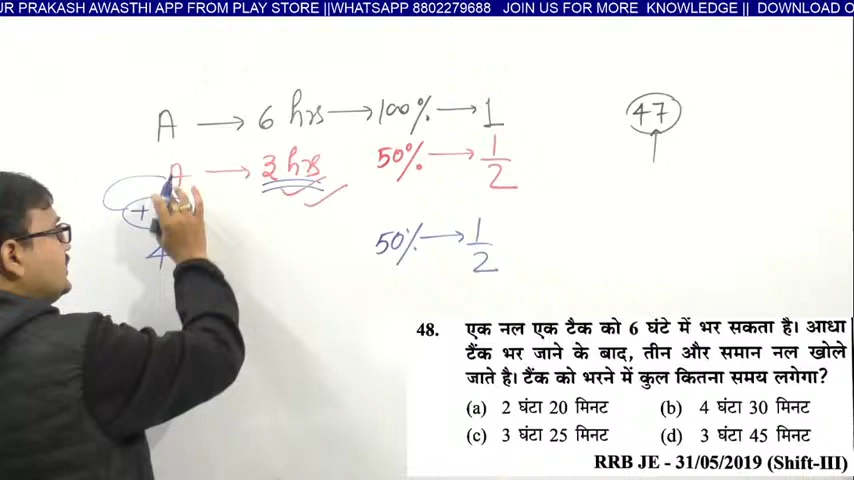 UR PRAKASH AWASTHI APP FROM PLAY STORE ||WHATSAPP 8802279688 JOIN US FOR MORE KNOWLEDGE || DOWNLOAD O
A → 6 hrs → 100% → 1
47
A → 3 hrs 50% → 1/2
+
4 50% → 1/2
48. एक नल एक टैक को 6 घंटे में भर सकता है। आधा
टैंक भर जाने के बाद, तीन और समान नल खोले
जाते है। टैंक को भरने में कुल कितना समय लगेगा?
(a) 2 घंटा 20 मिनट (b) 4 घंटा 30 मिनट
(c) 3 घंटा 25 मिनट (d) 3 घंटा 45 मिनट
RRB JE - 31/05/2019 (Shift-III)